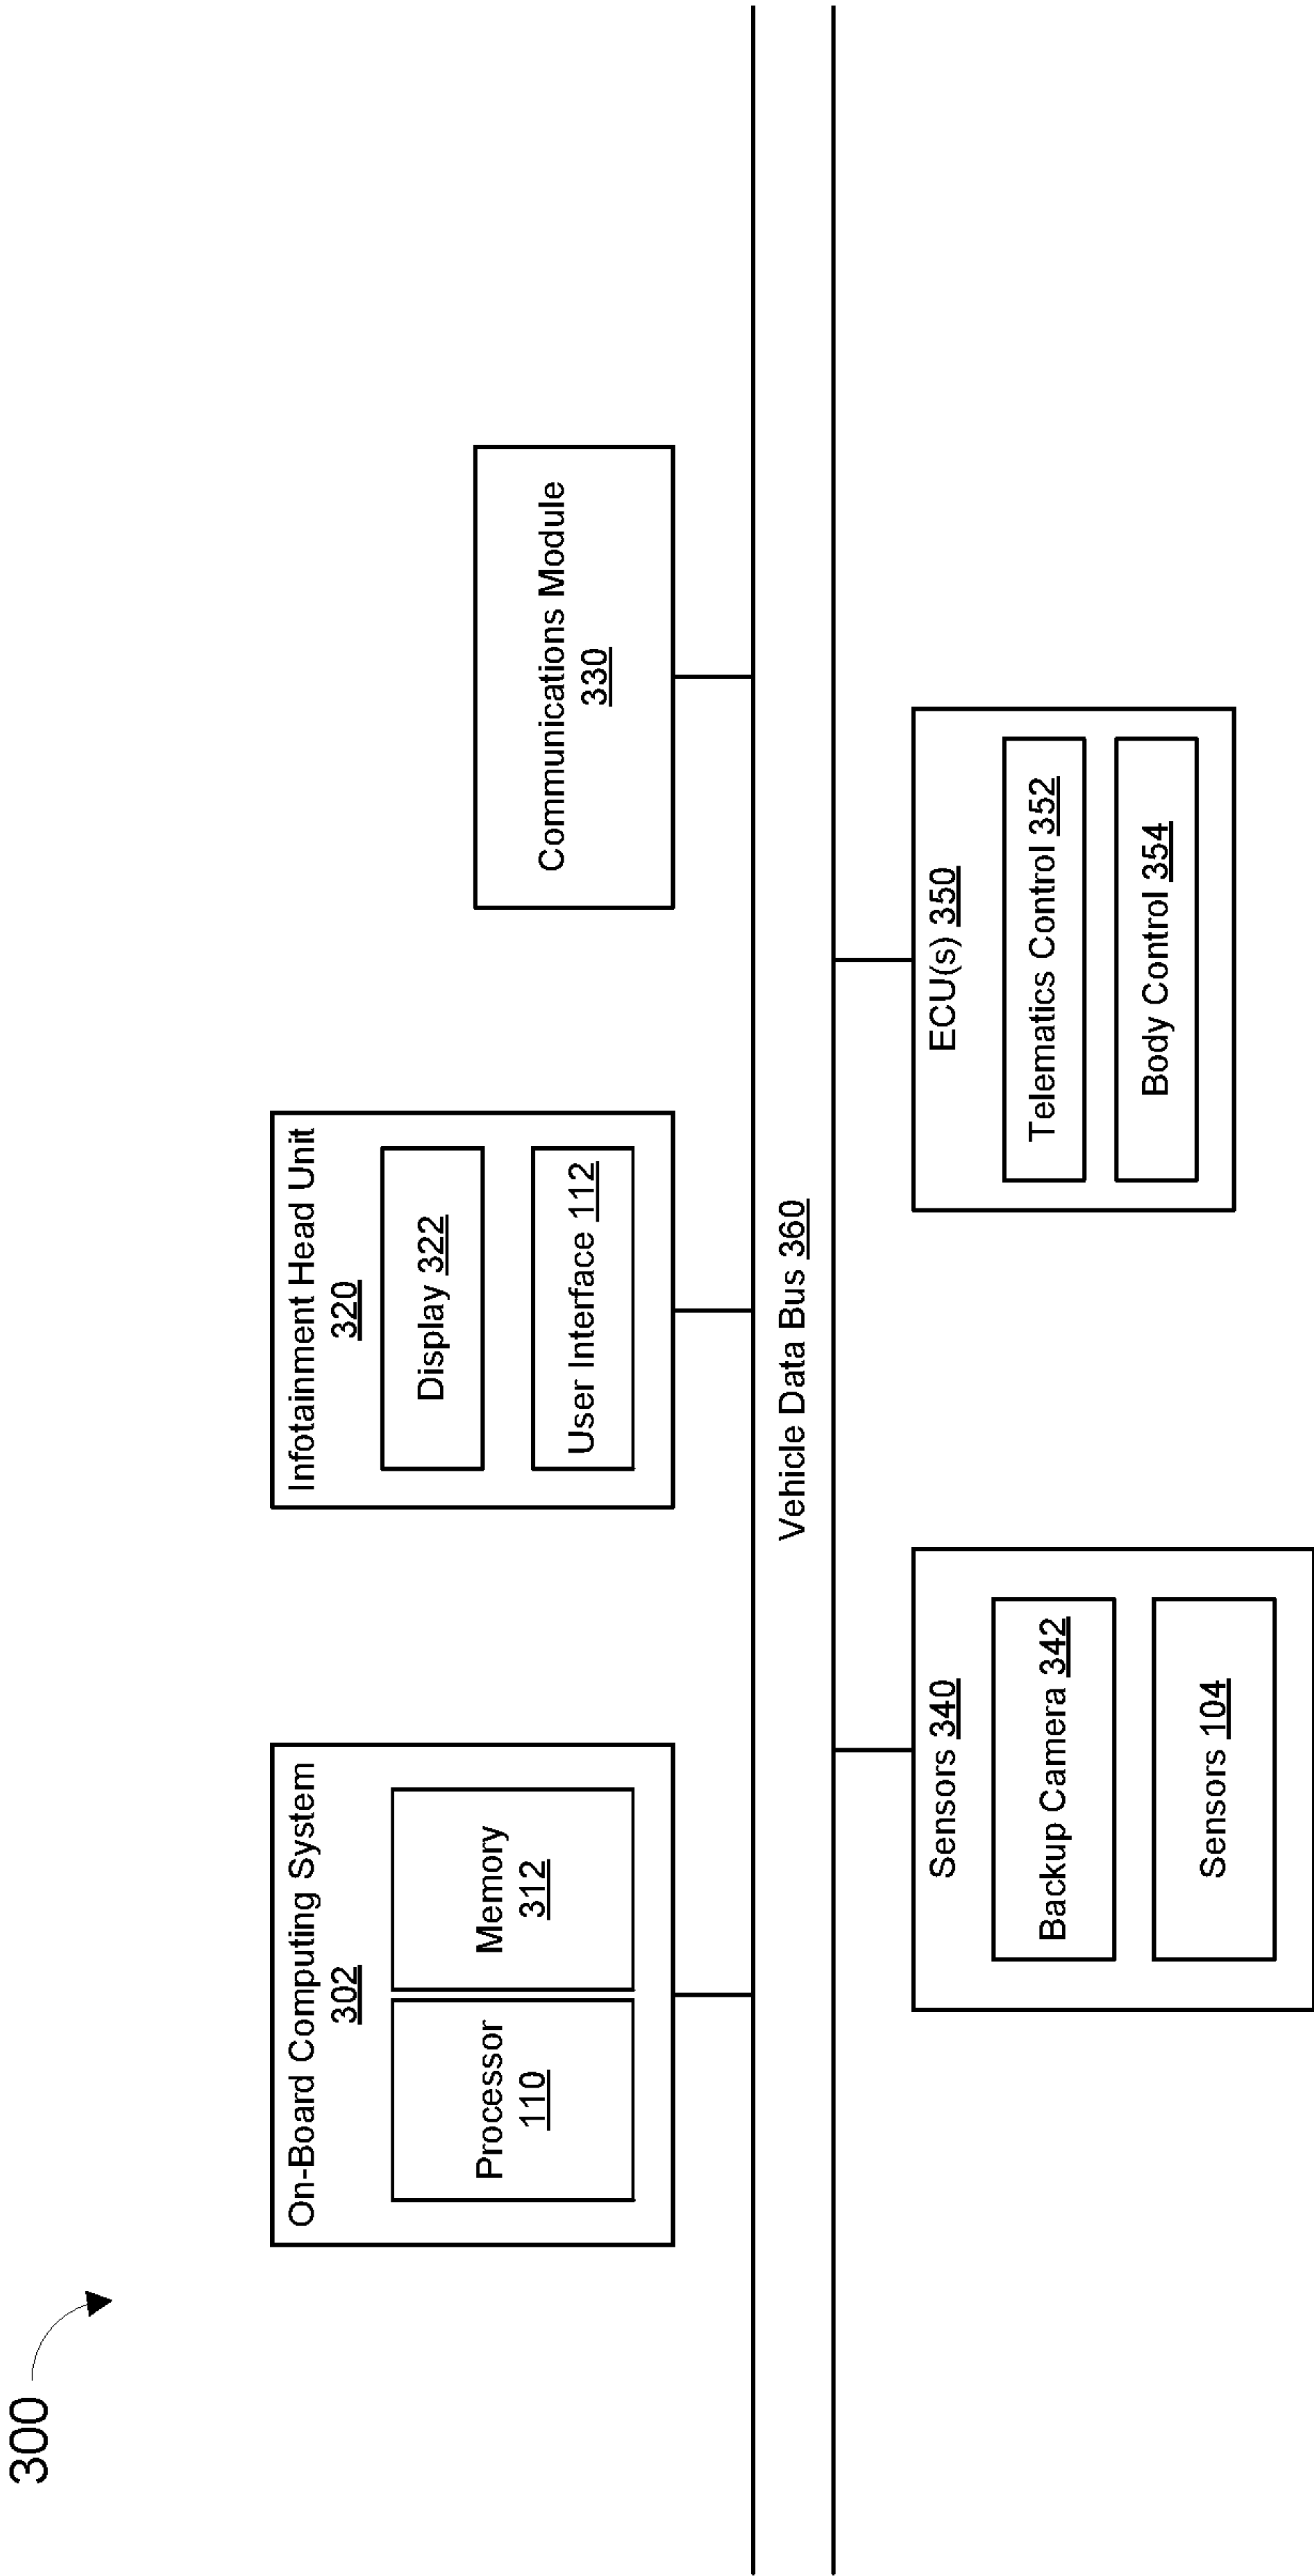 300
On-Board Computing System
302
Processor
110
Memory
312
Infotainment Head Unit
320
Display 322
User Interface 112
Communications Module
330
Vehicle Data Bus 360
Sensors 340
Backup Camera 342
Sensors 104
ECU(s) 350
Telematics Control 352
Body Control 354